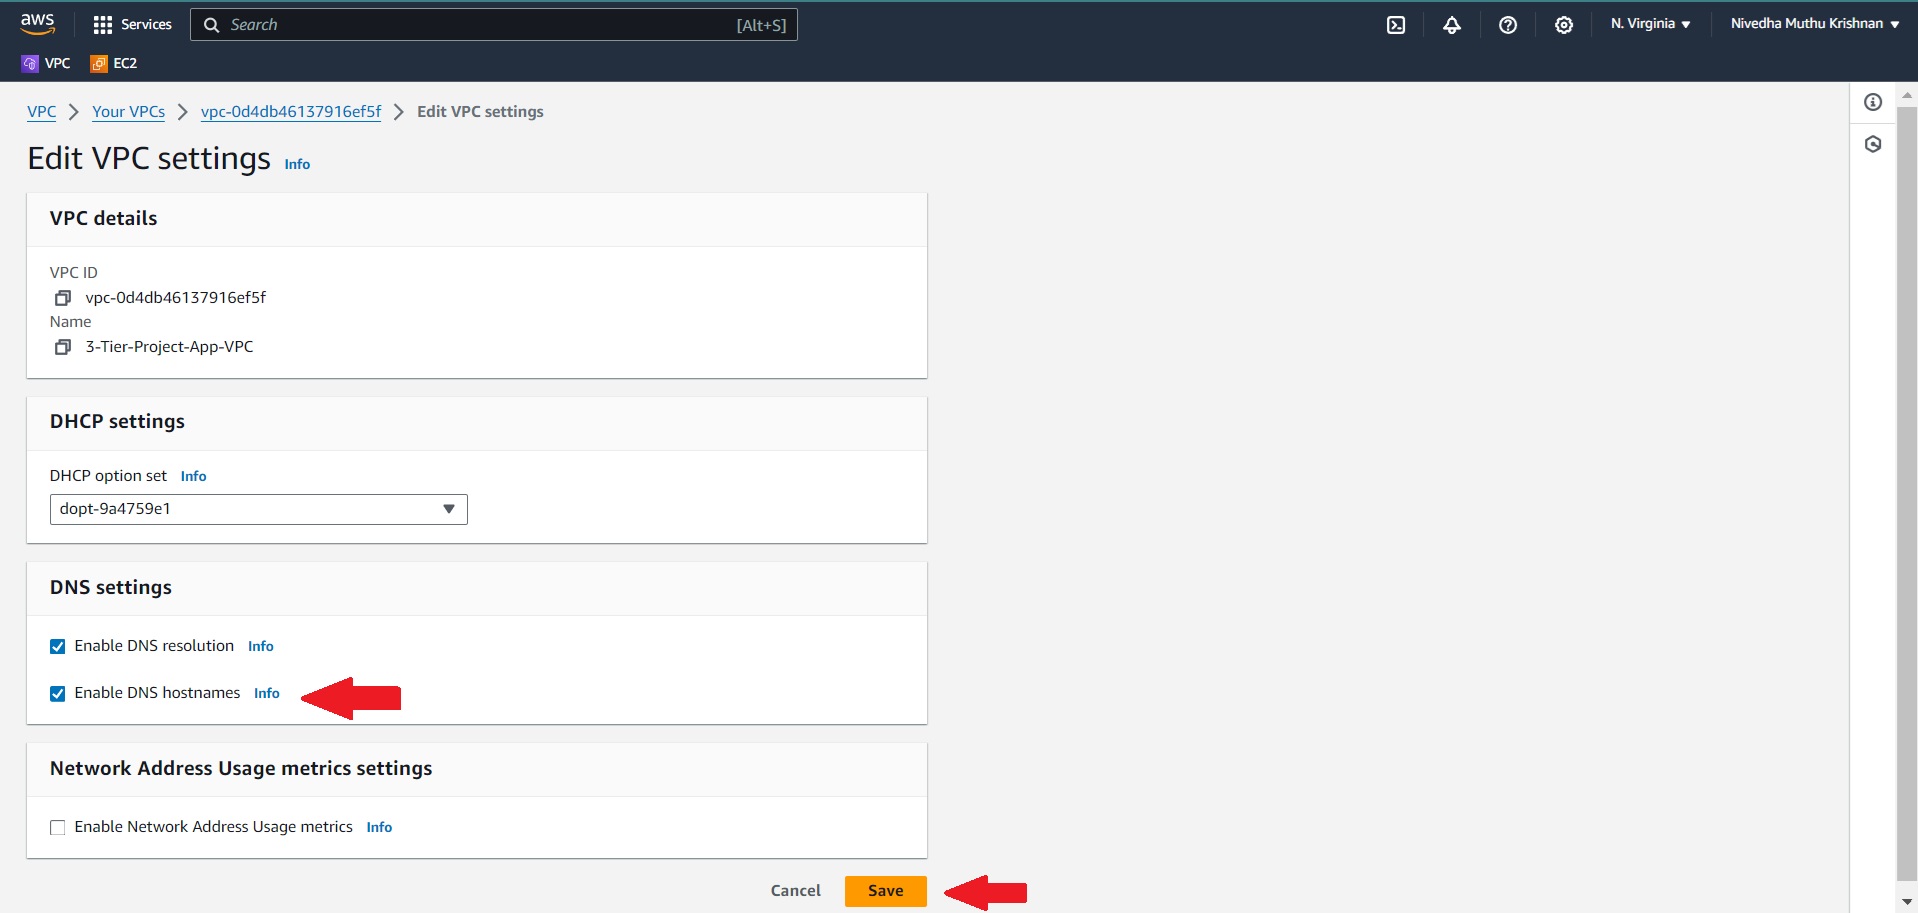 aws Services Search [Alt+S] N. Virginia Nivedha Muthu Krishnan
VPC EC2
VPC Your VPCs vpc-0d4db46137916ef5f Edit VPC settings
Edit VPC settings Info
VPC details
VPC ID
vpc-0d4db46137916ef5f
Name
3-Tier-Project-App-VPC
DHCP settings
DHCP option set Info
dopt-9a4759e1
DNS settings
Enable DNS resolution Info
Enable DNS hostnames Info
Network Address Usage metrics settings
Enable Network Address Usage metrics Info
Cancel Save